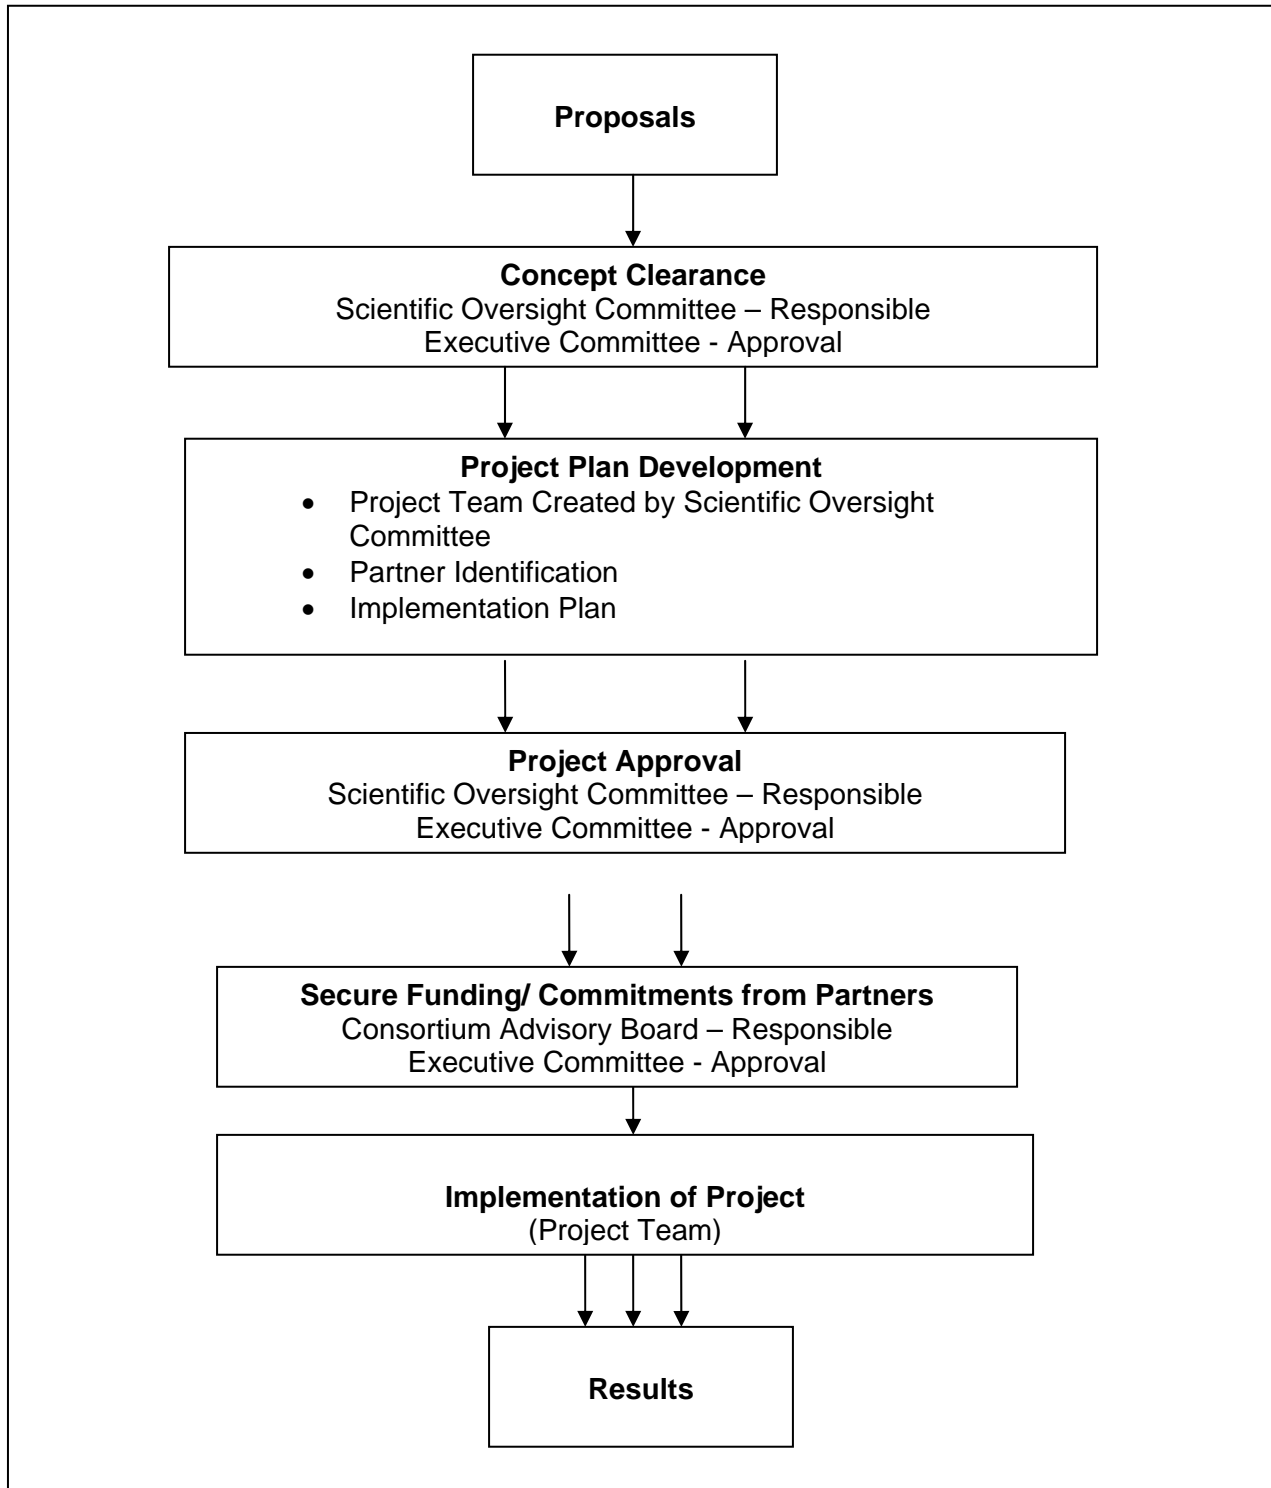 Proposals
Concept Clearance
Scientific Oversight Committee – Responsible
Executive Committee - Approval
Project Plan Development
• Project Team Created by Scientific Oversight
Committee
• Partner Identification
• Implementation Plan
Project Approval
Scientific Oversight Committee – Responsible
Executive Committee - Approval
Secure Funding/ Commitments from Partners
Consortium Advisory Board – Responsible
Executive Committee - Approval
Implementation of Project
(Project Team)
Results